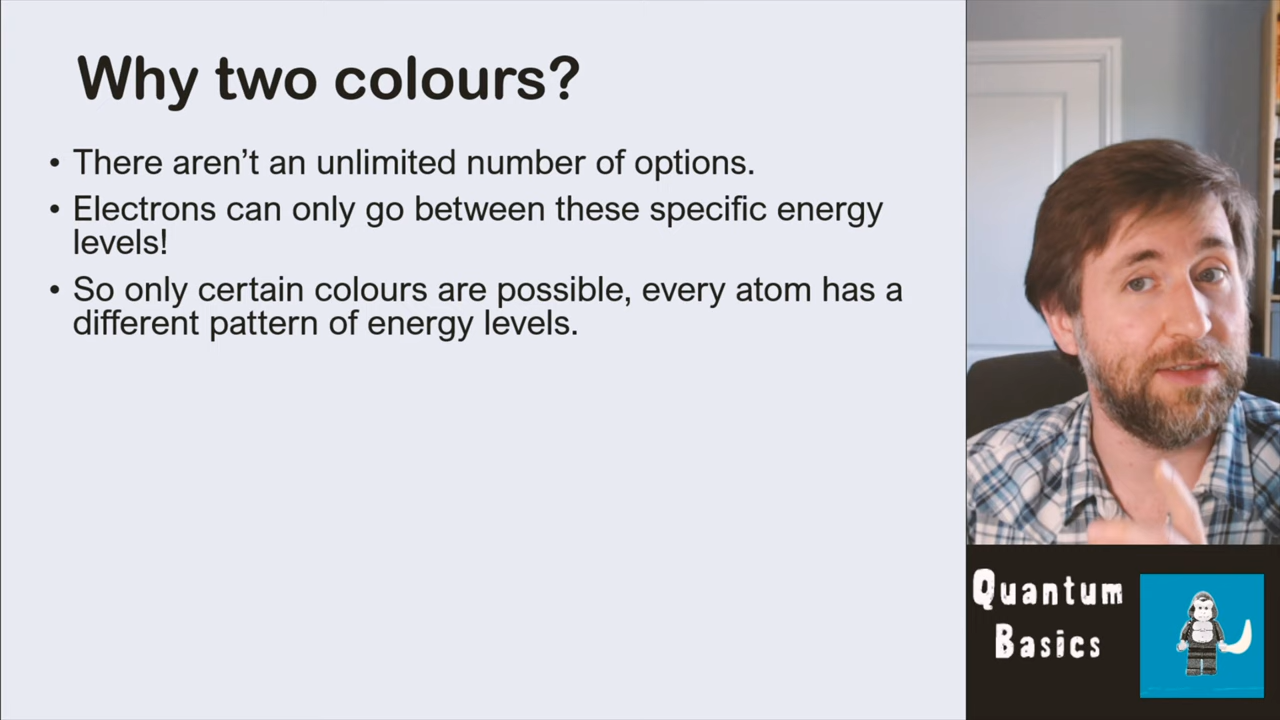 Why two colours?
• There aren’t an unlimited number of options.
• Electrons can only go between these specific energy
levels!
• So only certain colours are possible, every atom has a
different pattern of energy levels.
Quantum
Basics